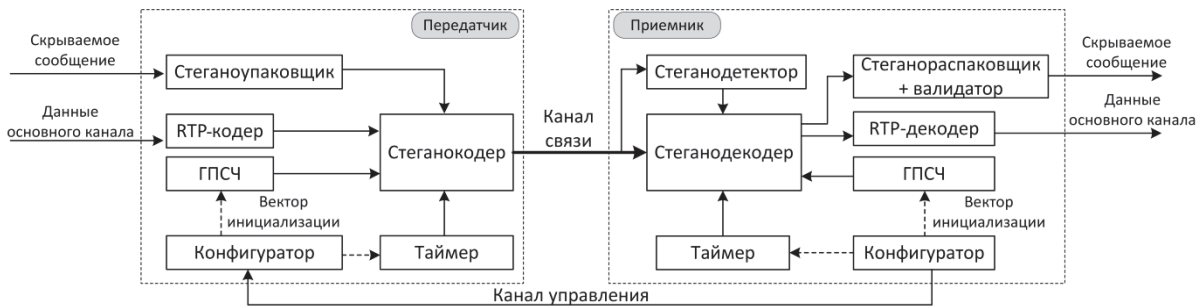 Передатчик
Приемник
Скрываемое
сообщение
Стеганоупаковщик
Стеганодетектор
Стеганораспаковщик
+ валидатор
Скрываемое
сообщение
Данные
основного канала
RTP-кодер
Стеганокодер
Канал
связи
Стеганодекодер
RTP-декодер
Данные
основного канала
ГПСЧ
ГПСЧ
Вектор
инициализации
Вектор
инициализации
Конфигуратор
Таймер
Таймер
Конфигуратор
Канал управления